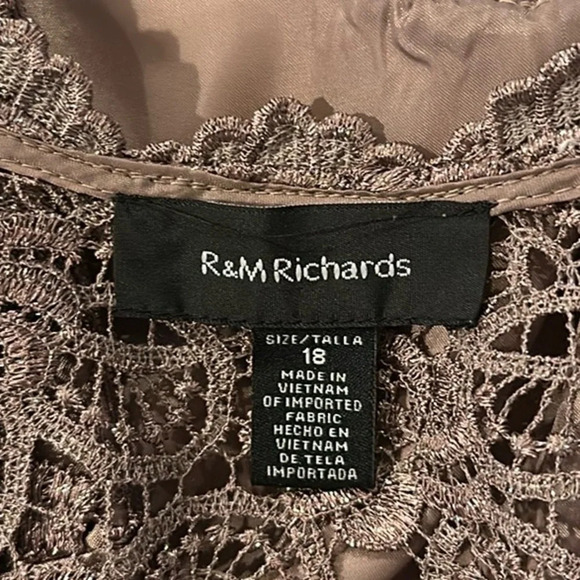 R&M Richards
SIZE/TALLA
18
MADE IN
VIETNAM
OF IMPORTED
FABRIC
HECHO EN
VIETNAM
DE TELA
IMPORTADA